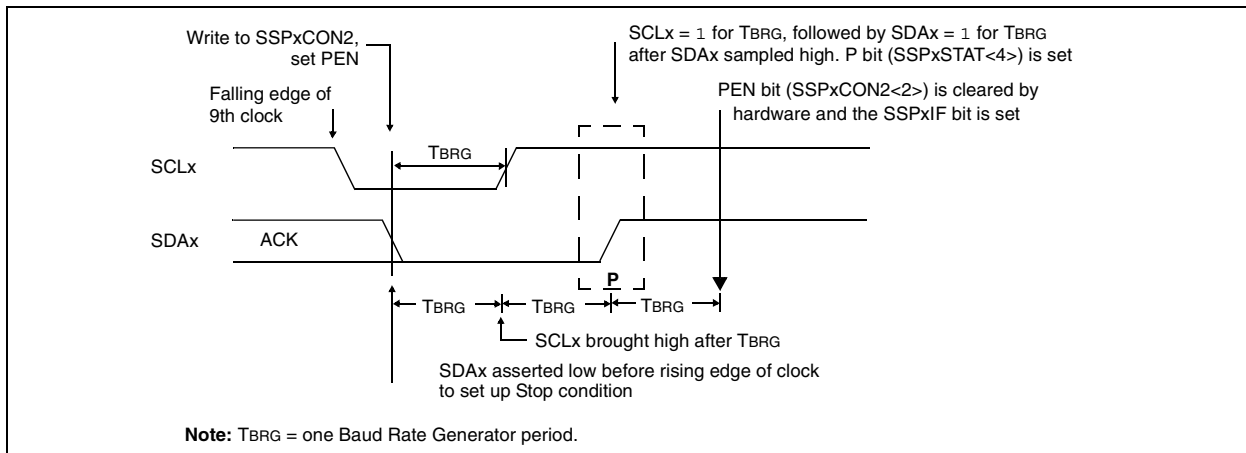 Write to SSPxCON2,
set PEN
SCLx = 1 for TBRG, followed by SDAx = 1 for TBRG
after SDAx sampled high. P bit (SSPxSTAT<4>) is set
Falling edge of
9th clock
PEN bit (SSPxCON2<2>) is cleared by
hardware and the SSPxIF bit is set
TBRG
SCLx
SDAx
ACK
P
TBRG
TBRG
TBRG
SCLx brought high after TBRG
SDAx asserted low before rising edge of clock
to set up Stop condition
Note: TBRG = one Baud Rate Generator period.